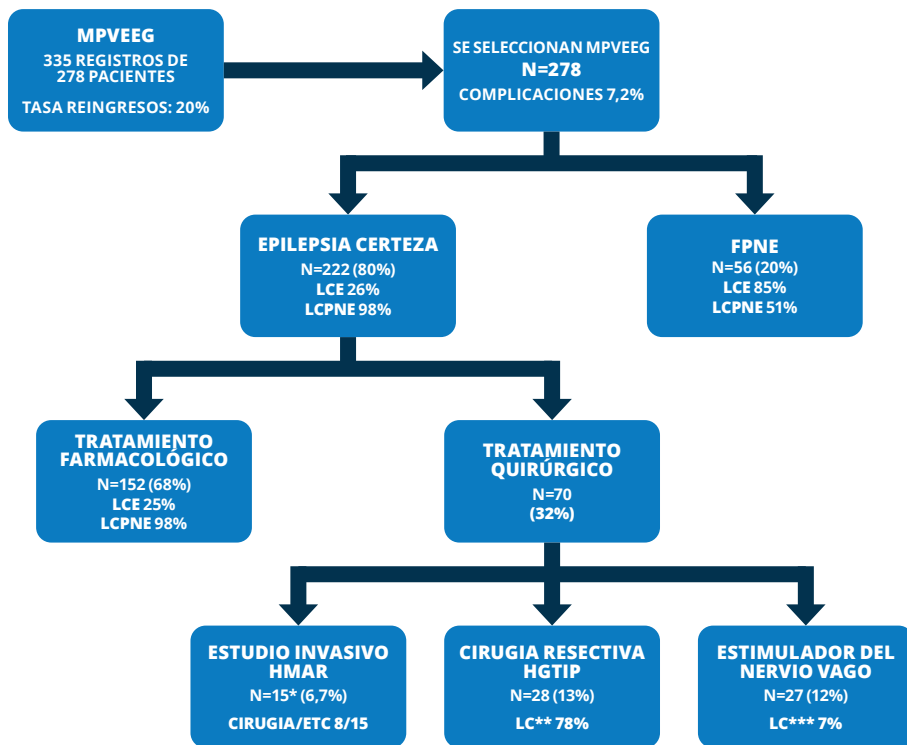 MPVEEG
335 REGISTROS DE
278 PACIENTES
TASA REINGRESOS: 20%
SE SELECCIONAN MPVEEG
N=278
COMPLICACIONES 7,2%
EPILEPSIA CERTEZA
N=222 (80%)
LCE 26%
LCPNE 98%
FPNE
N=56 (20%)
LCE 85%
LCPNE 51%
TRATAMIENTO
FARMACOLÓGICO
N=152 (68%)
LCE 25%
LCPNE 98%
TRATAMIENTO
QUIRÚRGICO
N=70
(32%)
ESTUDIO INVASIVO
HMAR
N=15* (6,7%)
CIRUGIA/ETC 8/15
CIRUGIA RESECTIVA
HGTIP
N=28 (13%)
LC** 78%
ESTIMULADOR DEL
NERVIO VAGO
N=27 (12%)
LC*** 7%